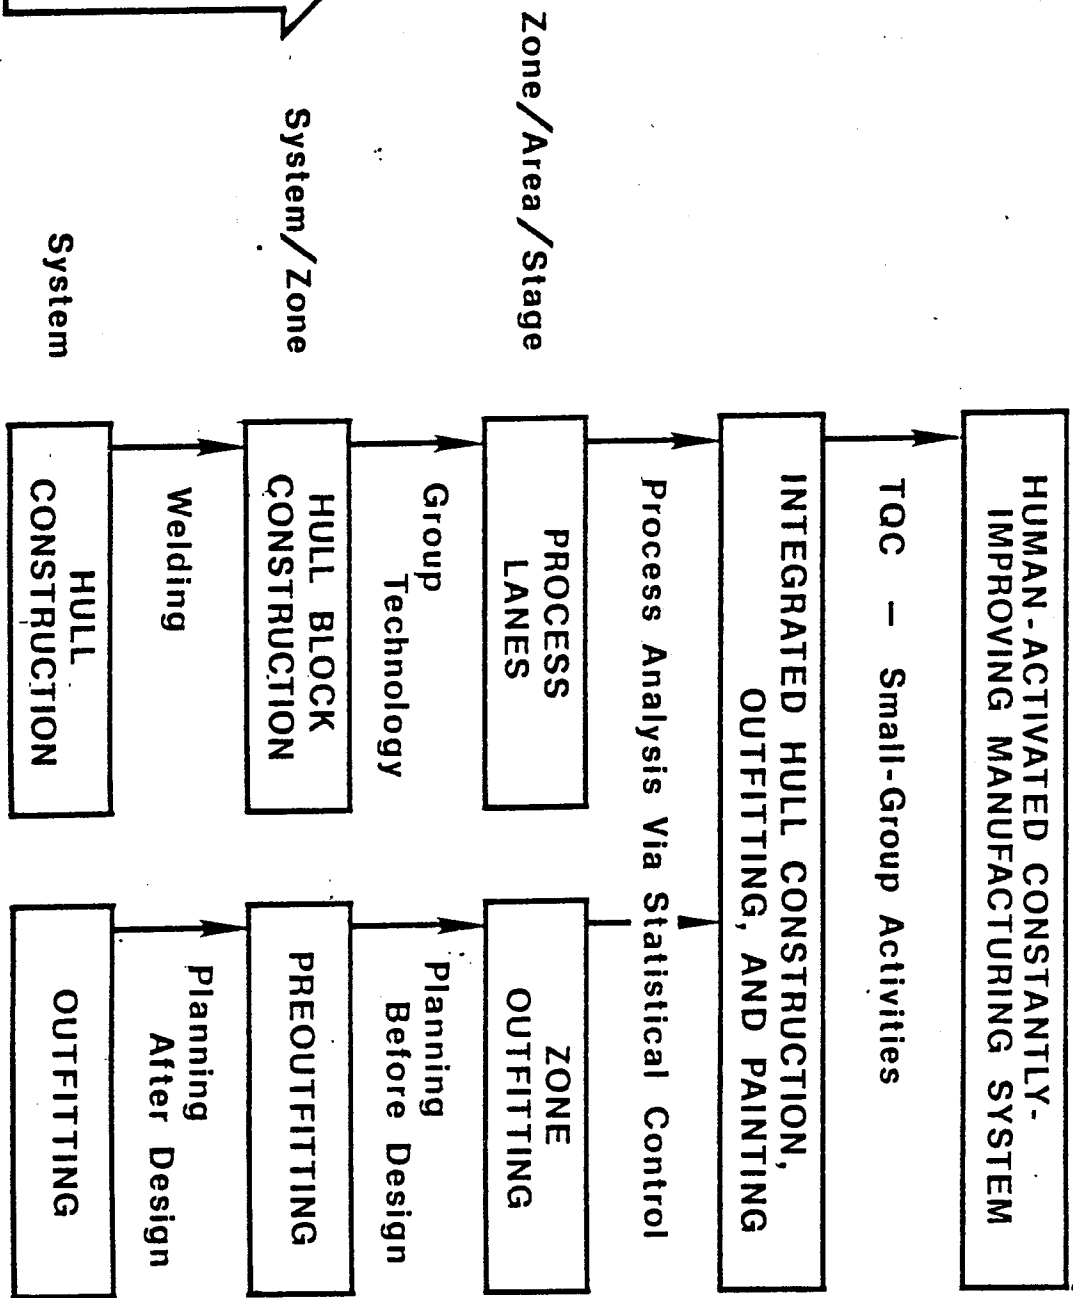 HUMAN-ACTIVATED CONSTANTLY-
IMPROVING MANUFACTURING SYSTEM
TQC — Small-Group Activities
INTEGRATED HULL CONSTRUCTION,
OUTFITTING, AND PAINTING
Process Analysis Via Statistical Control
Zone/Area/Stage
PROCESS
LANES
ZONE
OUTFITTING
Group
Technology
Planning
Before Design
System/Zone
HULL BLOCK
CONSTRUCTION
PREOUTFITTING
Welding
Planning
After Design
System
HULL
CONSTRUCTION
OUTFITTING